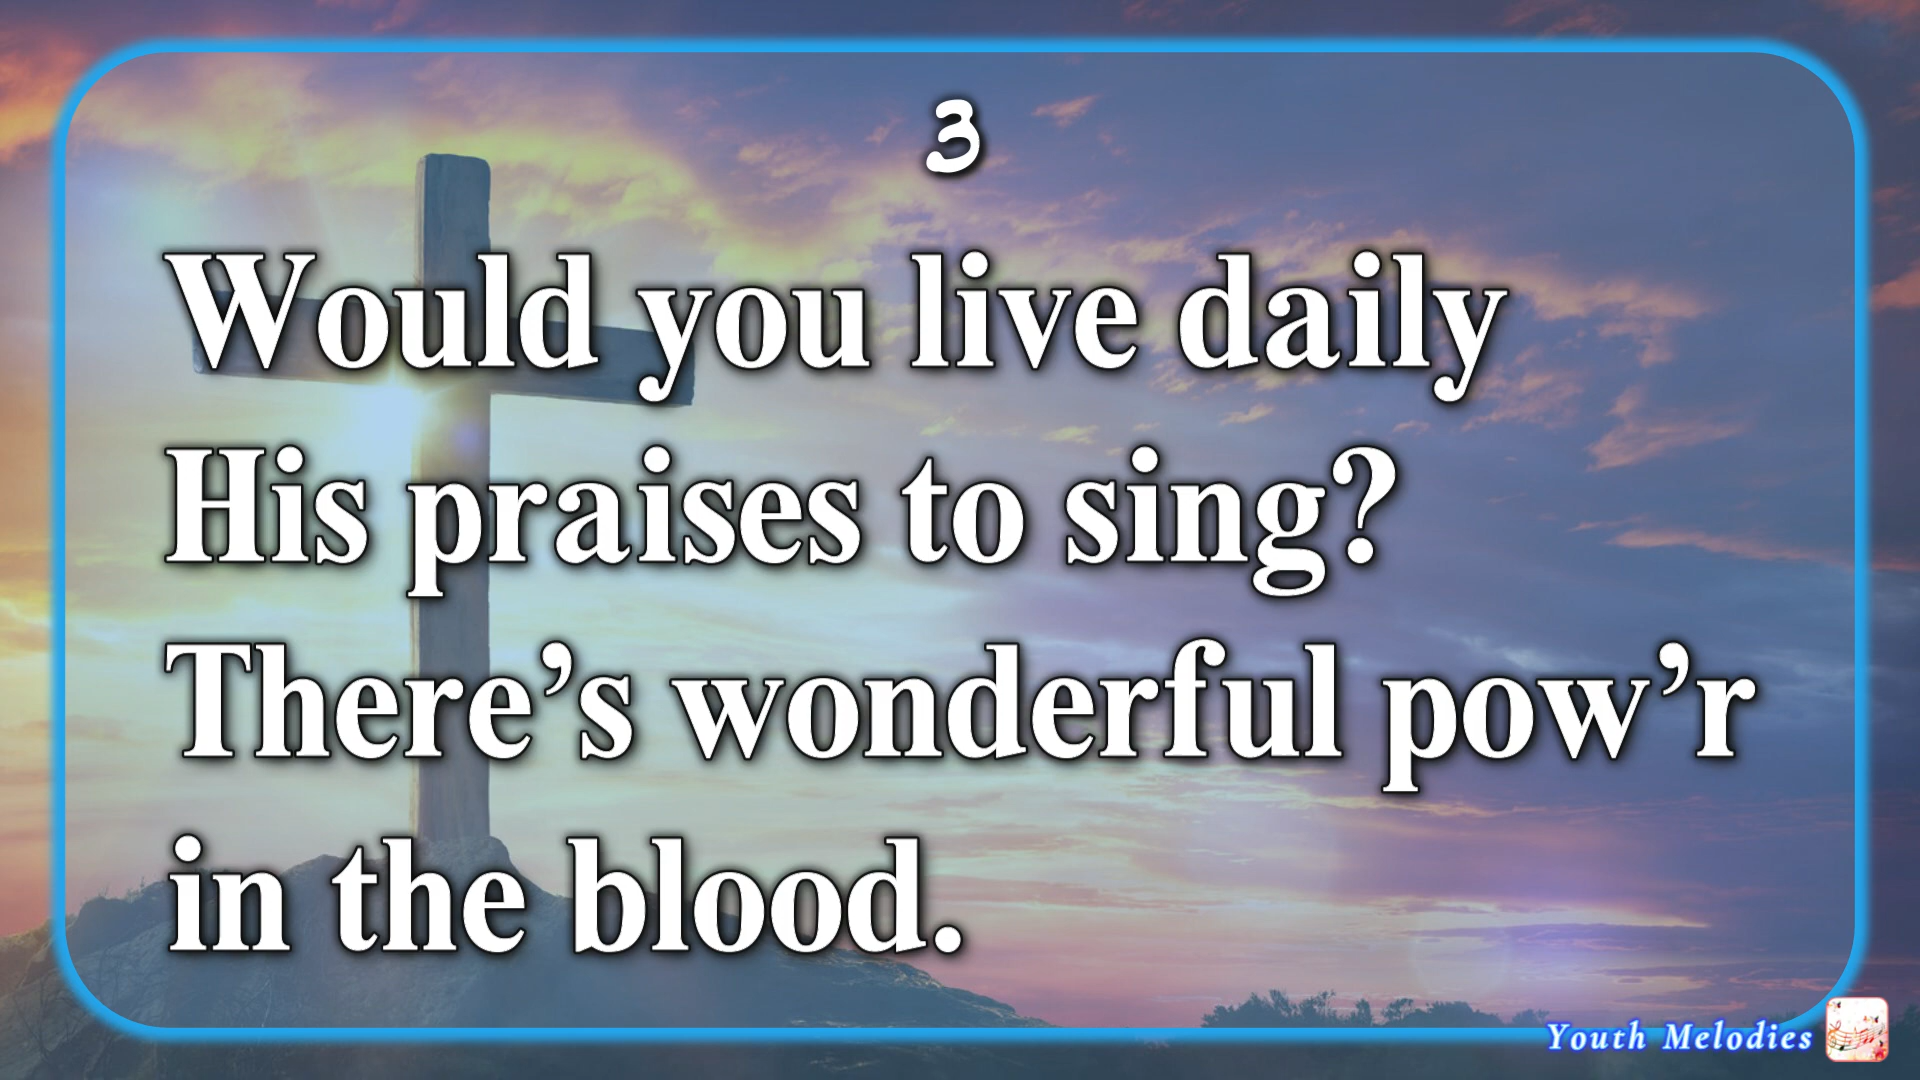 3
Would you live daily
His praises to sing?
There’s wonderful pow’r
in the blood.
Youth Melodies